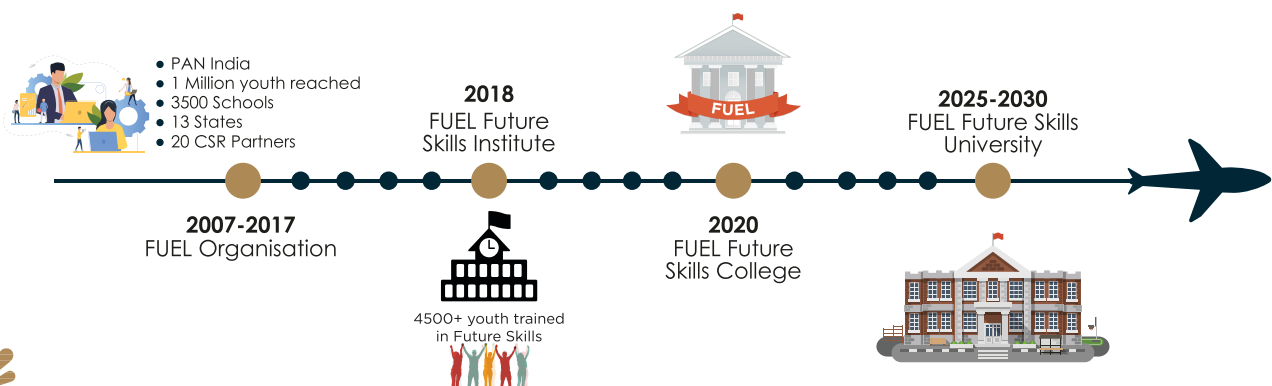 PAN India
1 Million youth reached
3500 Schools
13 States
20 CSR Partners
2007-2017
FUEL Organisation
2018
FUEL Future
Skills Institute
4500+ youth trained
in Future Skills
FUEL
2020
FUEL Future
Skills College
2025-2030
FUEL Future Skills
University